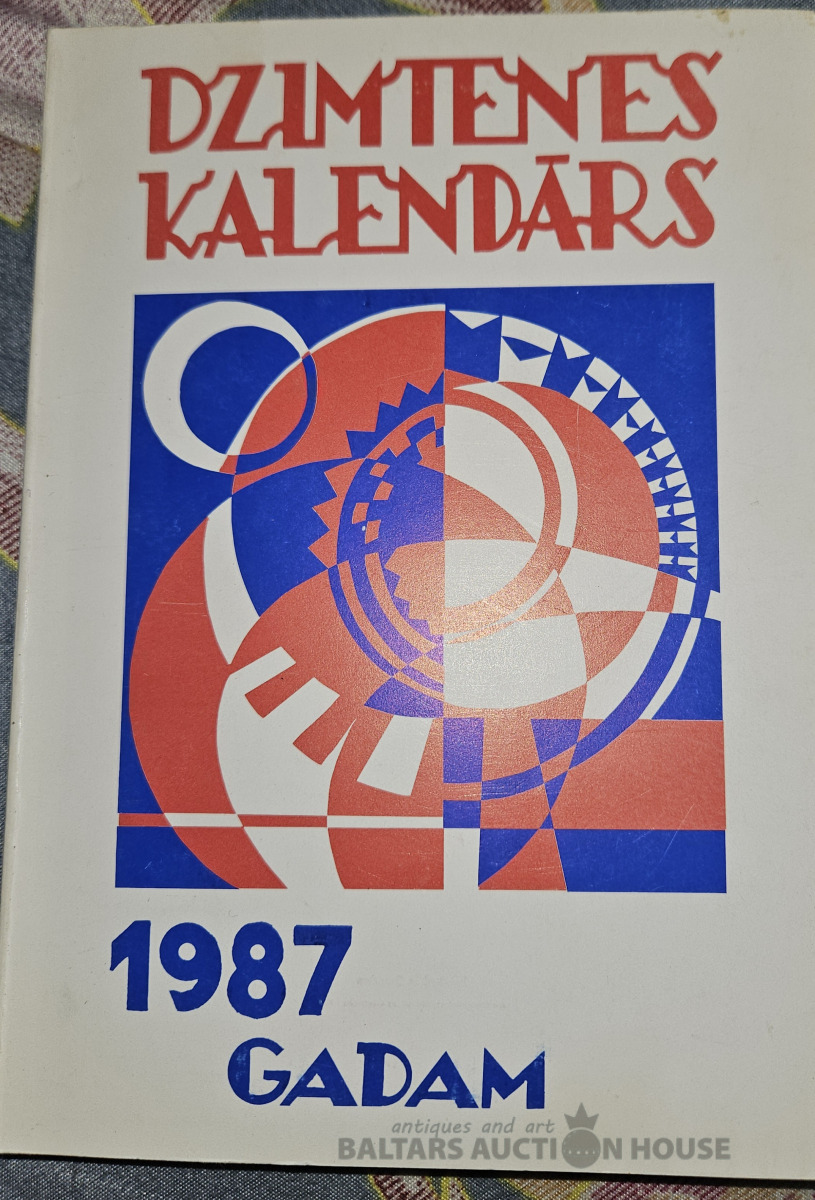 DZIMTENES
KALENDĀRS
1987
GADAM
antiques and art
BALTARS AUCTION HOUSE